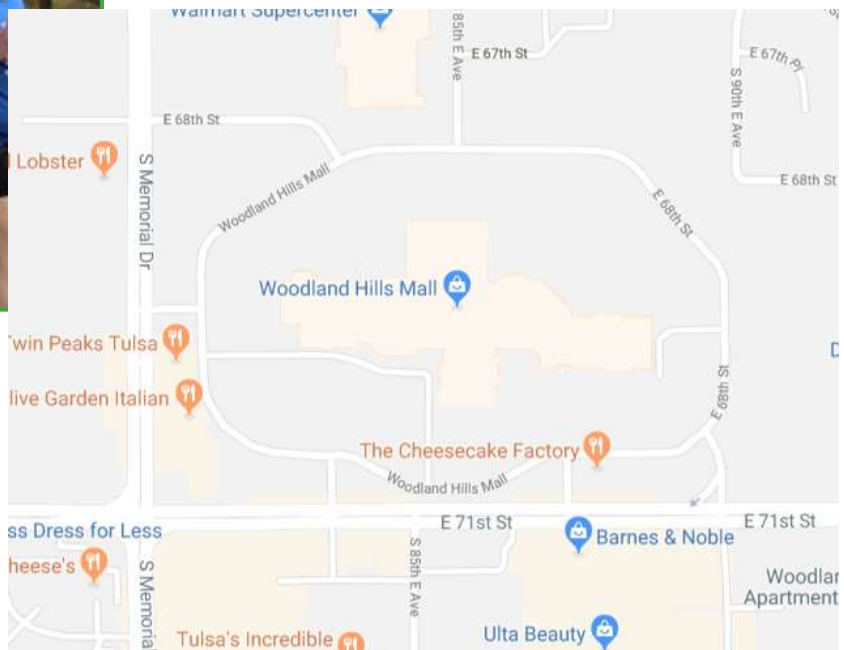 Walmart Supercenter
85th E Ave
E 67th St
E 67th Pl
S 90th E Ave
E 68th St
Lobster
S Memorial Dr
Woodland Hills Mall
E 68th St
E 68th St
Woodland Hills Mall
Twin Peaks Tulsa
live Garden Italian
E 68th St
The Cheesecake Factory
Woodland Hills Mall
E 71st St
E 71st St
ss Dress for Less
Barnes & Noble
heese's
S Memorial
S 85th E Ave
Woodlar
Apartment
Tulsa's Incredible
Ulta Beauty